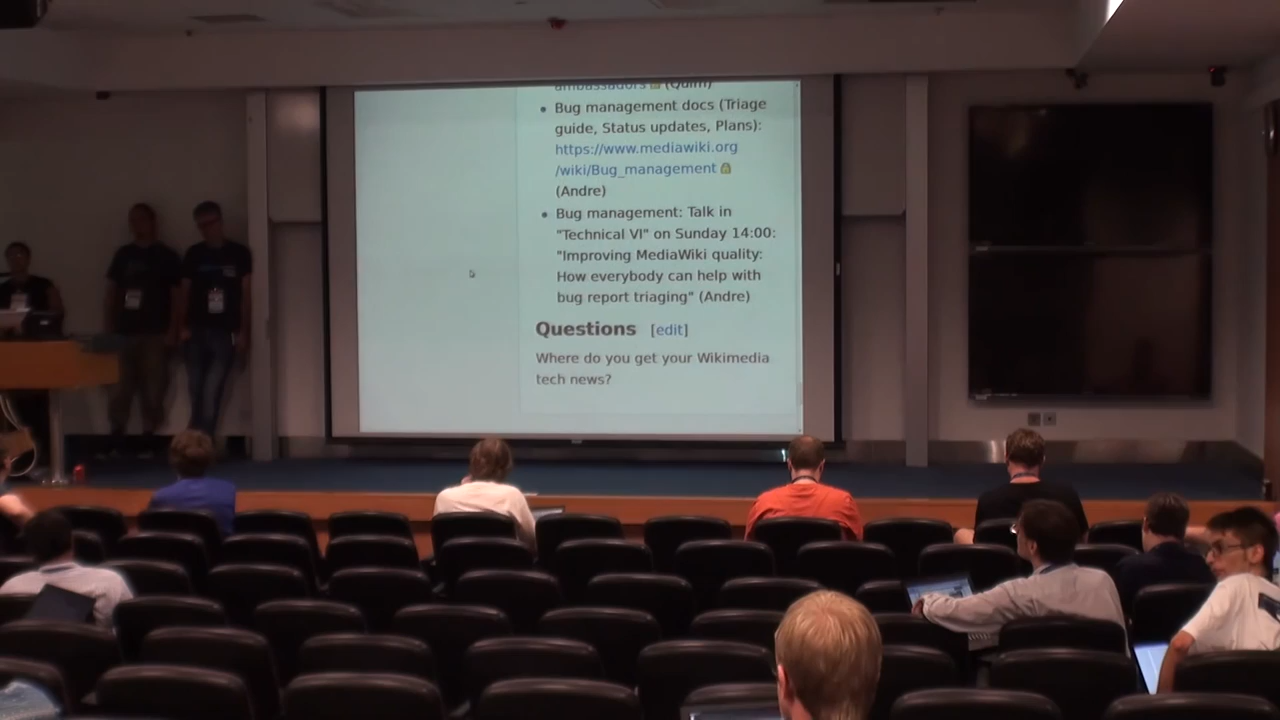 ambassadors (Quim)
Bug management docs (Triage
guide, Status updates, Plans):
https://www.mediawiki.org
/wiki/Bug_management
(Andre)
Bug management: Talk in
"Technical VI" on Sunday 14:00:
"Improving MediaWiki quality:
How everybody can help with
bug report triaging" (Andre)
Questions [edit]
Where do you get your Wikimedia
tech news?